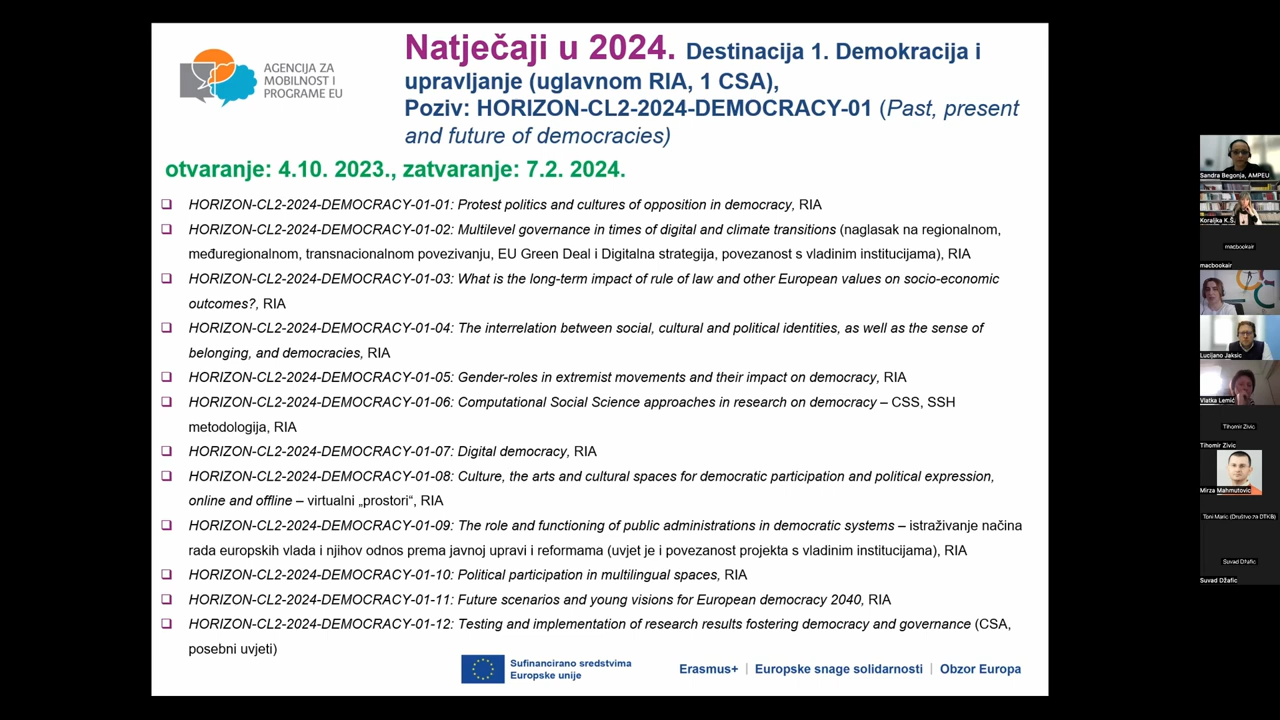 AGENCIJA ZA
MOBILNOST I
PROGRAME EU
Natječaji u 2024. Destinacija 1. Demokracija i
upravljanje (uglavnom RIA, 1 CSA),
Poziv: HORIZON-CL2-2024-DEMOCRACY-01 (Past, present
and future of democracies)
otvaranje: 4.10. 2023., zatvaranje: 7.2. 2024.
❑ HORIZON-CL2-2024-DEMOCRACY-01-01: Protest politics and cultures of opposition in democracy, RIA
❑ HORIZON-CL2-2024-DEMOCRACY-01-02: Multilevel governance in times of digital and climate transitions (naglasak na regionalnom,
međuregionalnom, transnacionalnom povezivanju, EU Green Deal i Digitalna strategija, povezanost s vladinim institucijama), RIA
❑ HORIZON-CL2-2024-DEMOCRACY-01-03: What is the long-term impact of rule of law and other European values on socio-economic
outcomes?, RIA
❑ HORIZON-CL2-2024-DEMOCRACY-01-04: The interrelation between social, cultural and political identities, as well as the sense of
belonging, and democracies, RIA
❑ HORIZON-CL2-2024-DEMOCRACY-01-05: Gender-roles in extremist movements and their impact on democracy, RIA
❑ HORIZON-CL2-2024-DEMOCRACY-01-06: Computational Social Science approaches in research on democracy – CSS, SSH
metodologija, RIA
❑ HORIZON-CL2-2024-DEMOCRACY-01-07: Digital democracy, RIA
❑ HORIZON-CL2-2024-DEMOCRACY-01-08: Culture, the arts and cultural spaces for democratic participation and political expression,
online and offline – virtualni „prostori“, RIA
❑ HORIZON-CL2-2024-DEMOCRACY-01-09: The role and functioning of public administrations in democratic systems – istraživanje načina
rada europskih vlada i njihov odnos prema javnoj upravi i reformama (uvjet je i povezanost projekta s vladinim institucijama), RIA
❑ HORIZON-CL2-2024-DEMOCRACY-01-10: Political participation in multilingual spaces, RIA
❑ HORIZON-CL2-2024-DEMOCRACY-01-11: Future scenarios and young visions for European democracy 2040, RIA
❑ HORIZON-CL2-2024-DEMOCRACY-01-12: Testing and implementation of research results fostering democracy and governance (CSA,
posebni uvjeti)
Sufinancirano sredstvima
Europske unije
Erasmus+ | Europske snage solidarnosti | Obzor Europa
Sandra Begonja, AMPEU
Koraljka K.Š.
macbookair
macbookair
Lucijano Jaksic
Vlatka Lemić
Tihomir Zivic
Tihomir Zivic
Mirza Mahmutovic
Toni Maric (Društvo za DTKB)
Suvad Džafic
Suvad Džafic